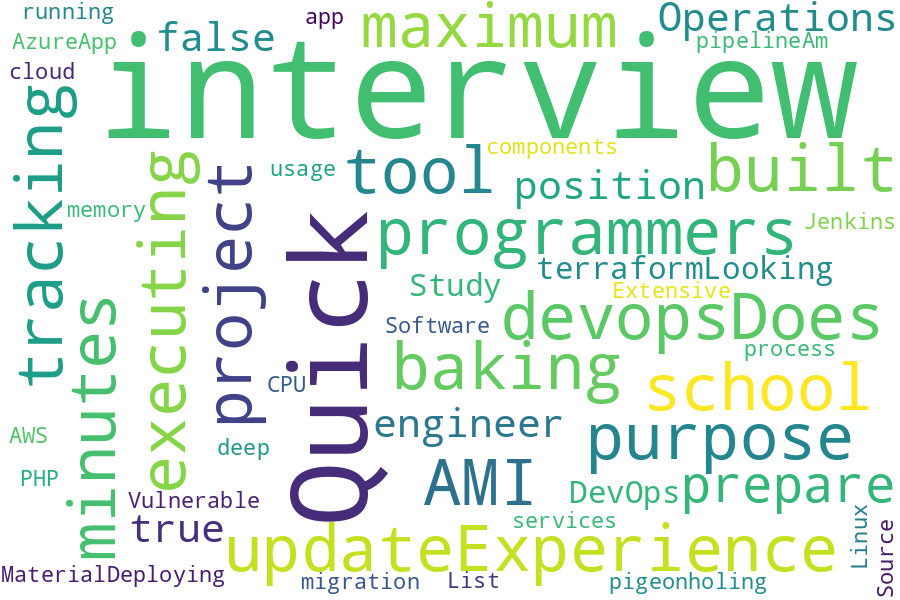 running
app
maximum
Operations
AzureApp
false
pipelineAm
cloud
interview
tracking
executing
project
usage
tool
components
built
position
memory
Quick
programmers
Jenkins
terraformLooking
Study
Extensive
minutes
Software
devopsDoes
process
baking
CPU
school
AWS
deep
engineer
purpose
PHP
AMI
DevOps
prepare
Vulnerable
true
services
Linux
Source
updateExperience
MaterialDeploying
migration
List
pigeonholing